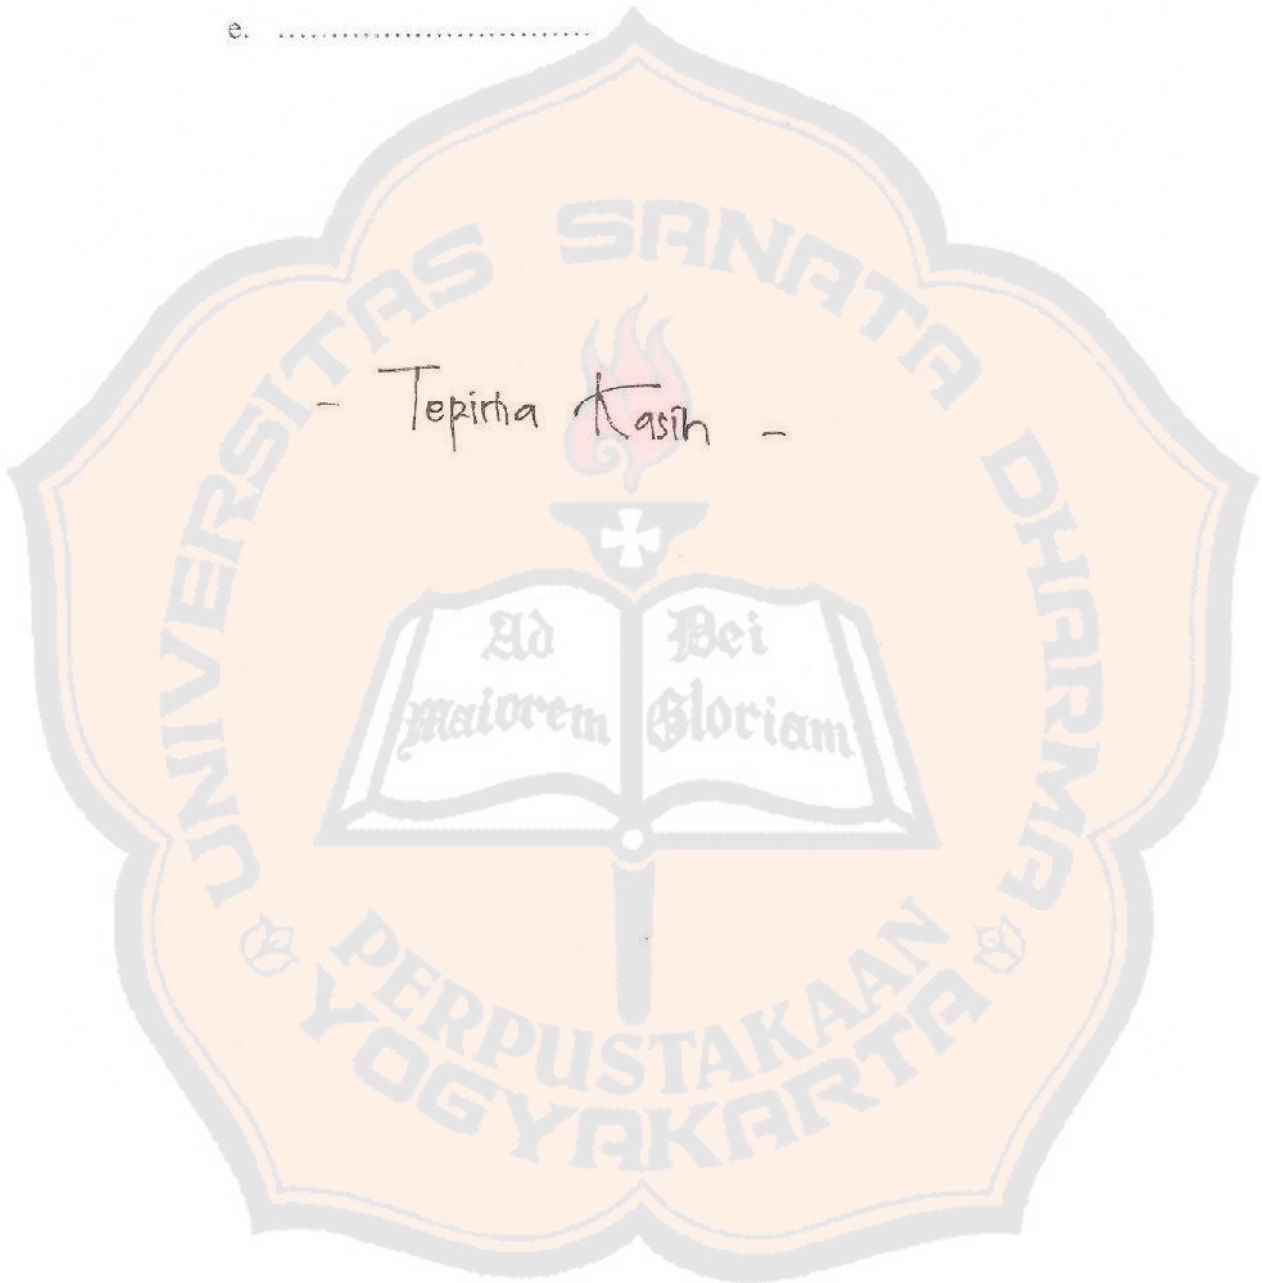 e. ..............................
UNIVERSITAS SANATA DHARMA
- Terima Kasih -
Ad Dei
maiorem Gloriam
PERPUSTAKAAN
YOGYAKARTA